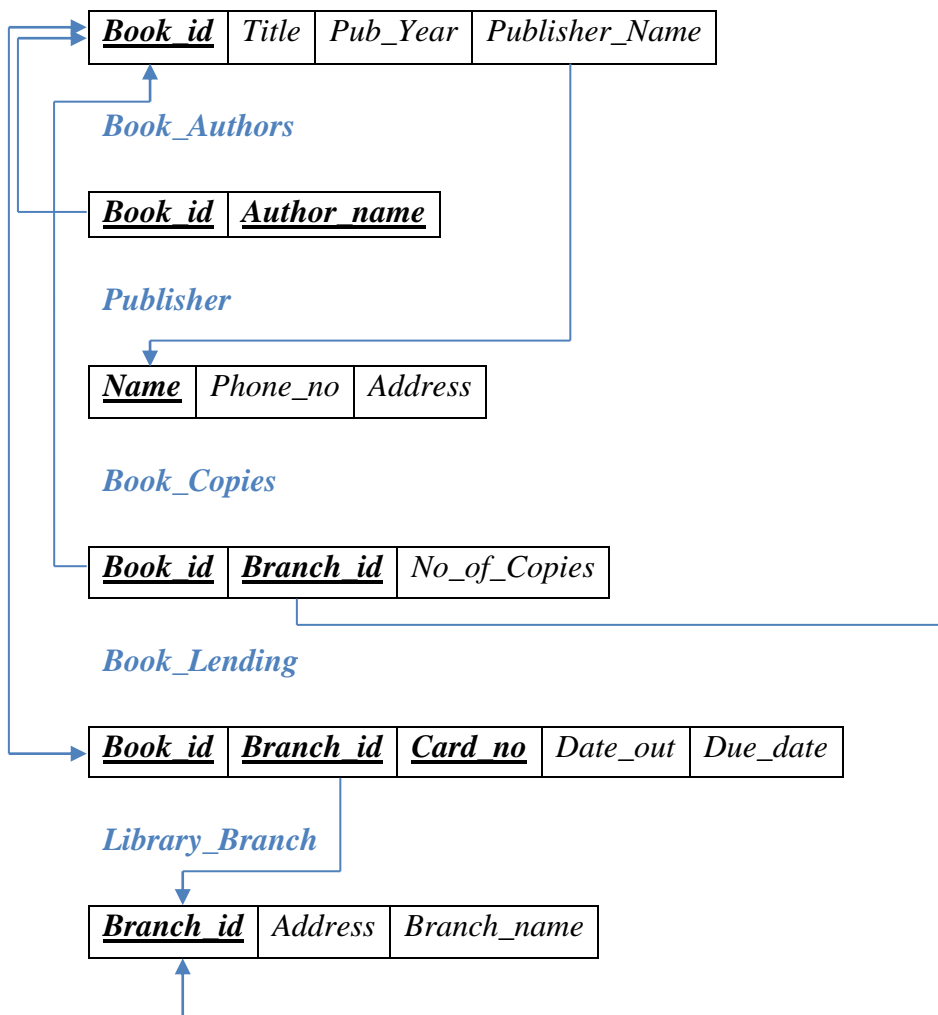 Book_id Title Pub_Year Publisher_Name
Book_Authors
Book_id Author_name
Publisher
Name Phone_no Address
Book_Copies
Book_id Branch_id No_of_Copies
Book_Lending
Book_id Branch_id Card_no Date_out Due_date
Library_Branch
Branch_id Address Branch_name